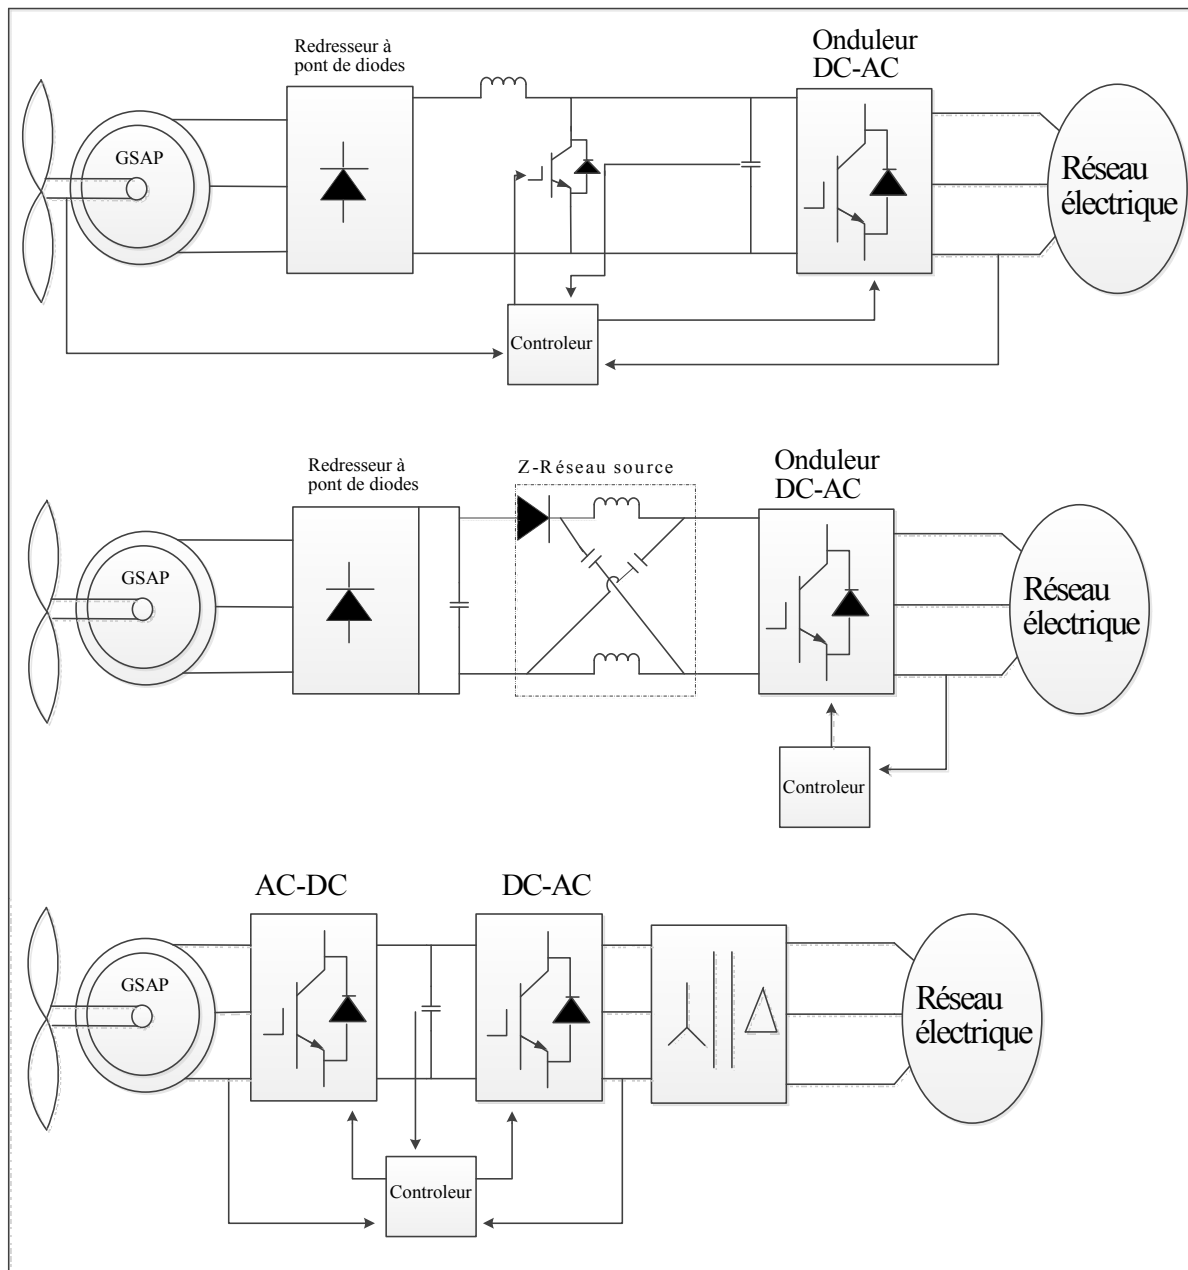 Redresseur à
pont de diodes
Onduleur
DC-AC
GSAP
Réseau
électrique
Controleur
Redresseur à
pont de diodes
Z-Réseau source
Onduleur
DC-AC
GSAP
Réseau
électrique
Controleur
AC-DC
DC-AC
GSAP
Réseau
électrique
Controleur